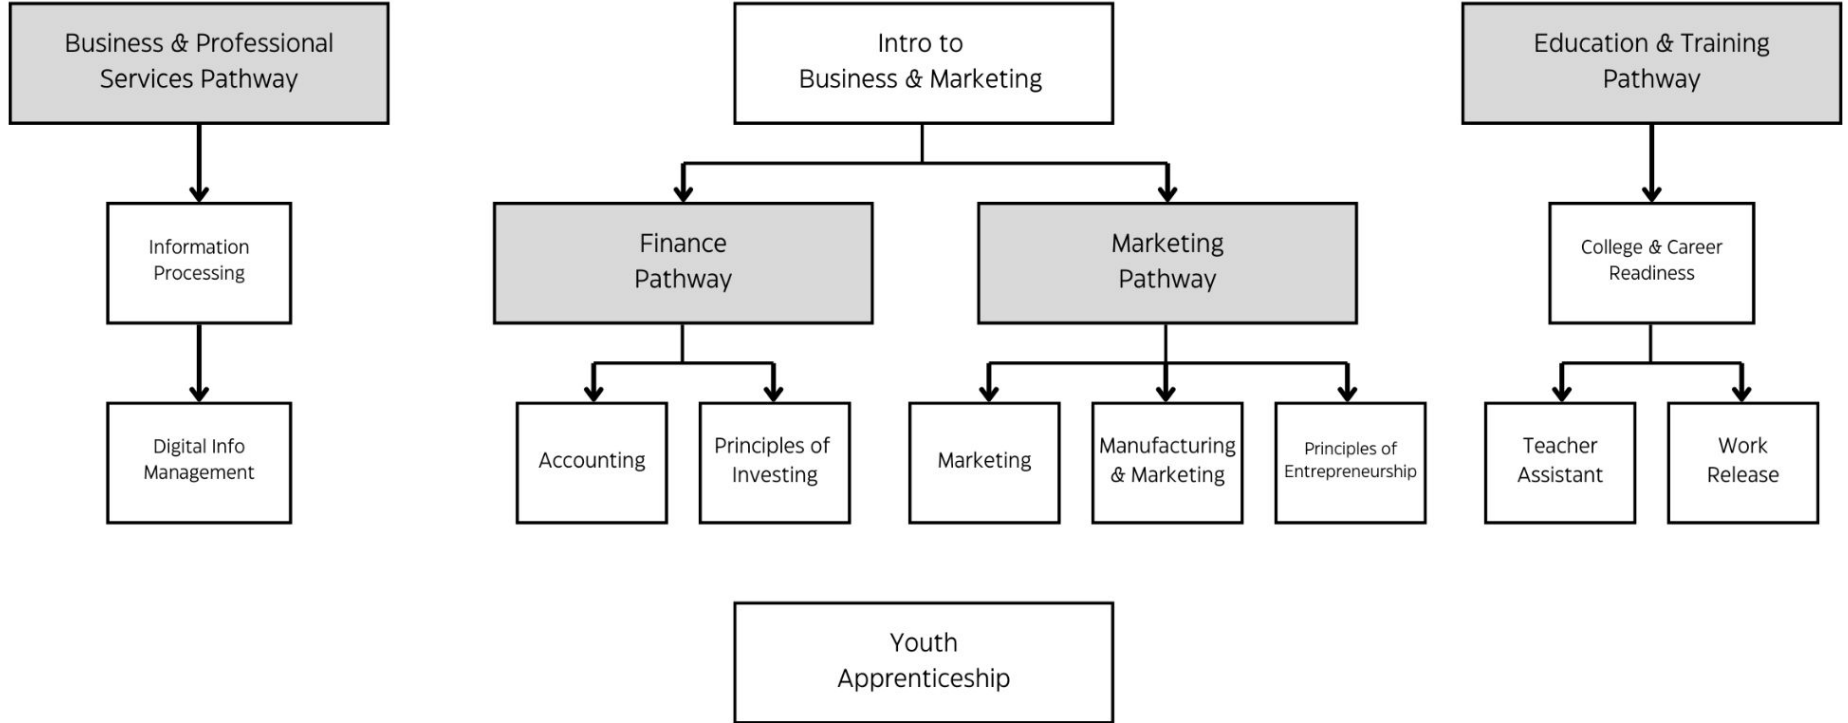 Business & Professional
Services Pathway
Intro to
Business & Marketing
Education & Training
Pathway
Information
Processing
Finance
Pathway
Marketing
Pathway
College & Career
Readiness
Digital Info
Management
Accounting
Principles of
Investing
Marketing
Manufacturing
& Marketing
Principles of
Entrepreneurship
Teacher
Assistant
Work
Release
Youth
Apprenticeship